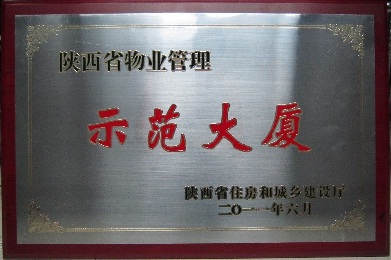 陕西省物业管理
示范大厦
陕西省住房和城乡建设厅
二〇一一年六月